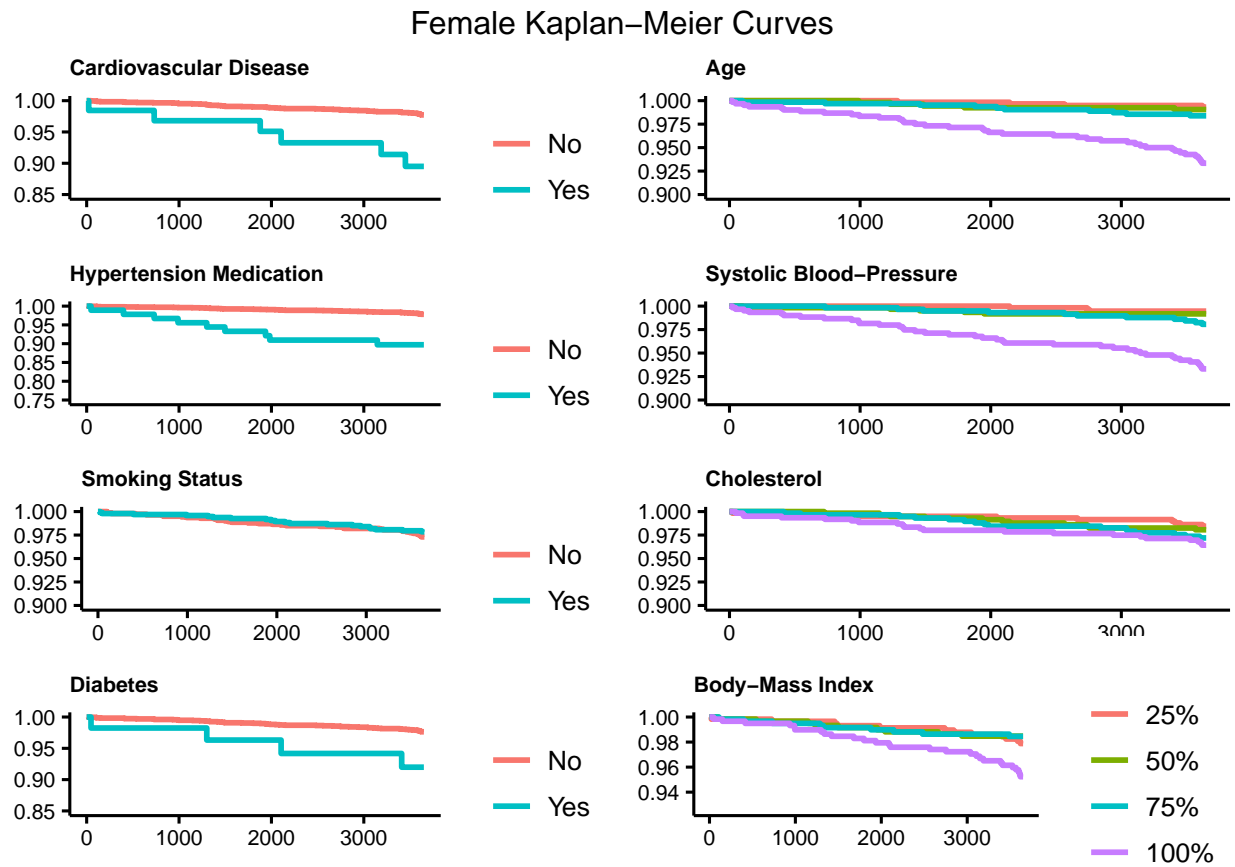 Female Kaplan−Meier Curves
Cardiovascular Disease
1.00
0.95
0.90
0.85
0 1000 2000 3000
No
Yes
Age
1.000
0.975
0.950
0.925
0.900
0 1000 2000 3000
Hypertension Medication
1.00
0.95
0.90
0.85
0.80
0.75
0 1000 2000 3000
No
Yes
Systolic Blood−Pressure
1.000
0.975
0.950
0.925
0.900
0 1000 2000 3000
Smoking Status
1.000
0.975
0.950
0.925
0.900
0 1000 2000 3000
No
Yes
Cholesterol
1.000
0.975
0.950
0.925
0.900
0 1000 2000 3000
Diabetes
1.00
0.95
0.90
0.85
0 1000 2000 3000
No
Yes
Body−Mass Index
1.00
0.98
0.96
0.94
0 1000 2000 3000
25%
50%
75%
100%